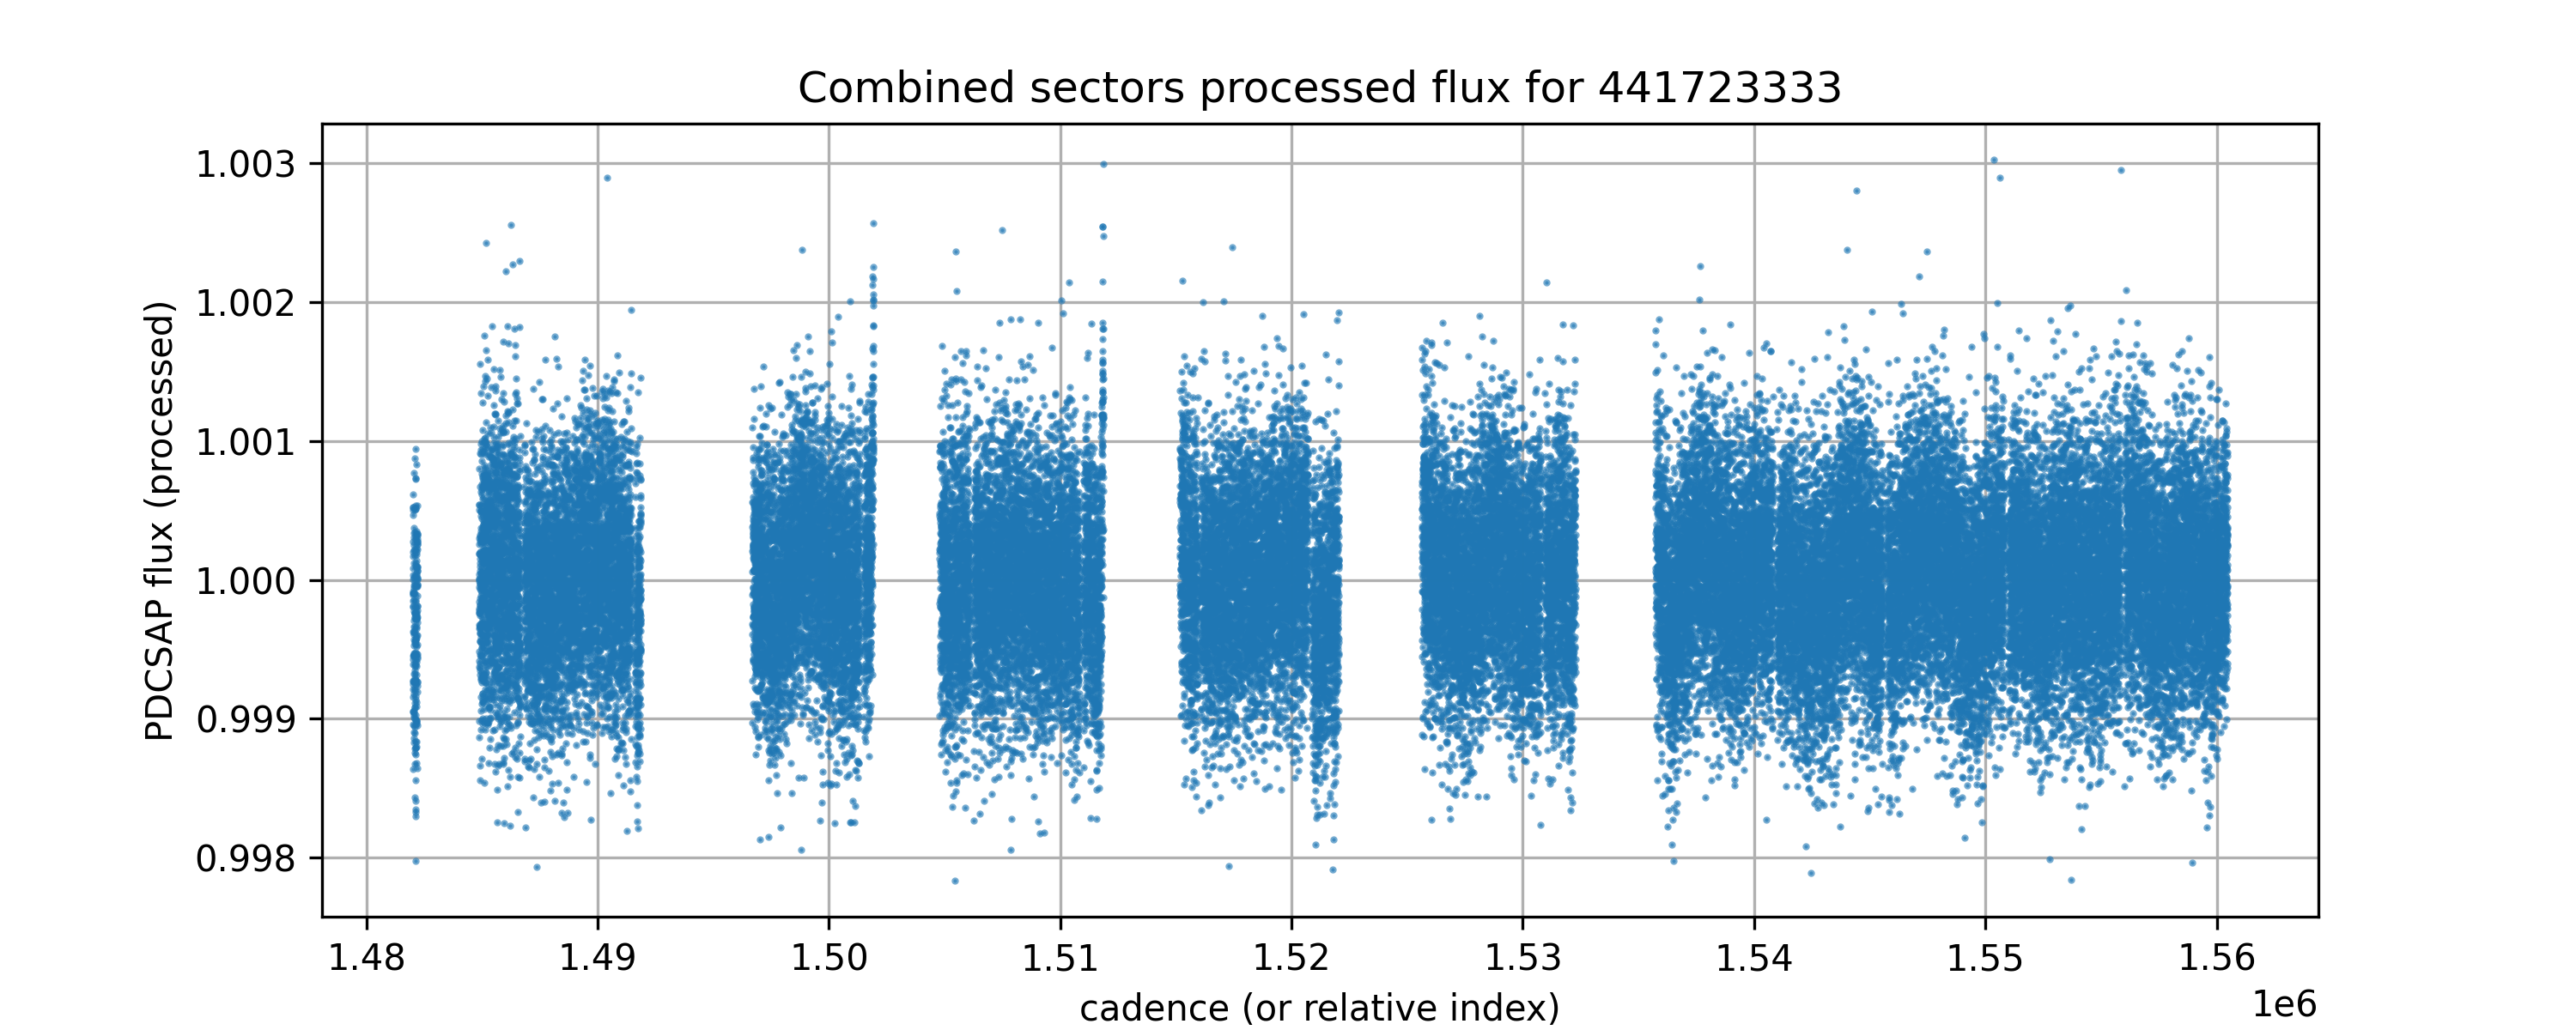 Combined sectors processed flux for 441723333
PDCSAP flux (processed)
1.003
1.002
1.001
1.000
0.999
0.998
1.48 1.49 1.50 1.51 1.52 1.53 1.54 1.55 1.56
1e6
cadence (or relative index)